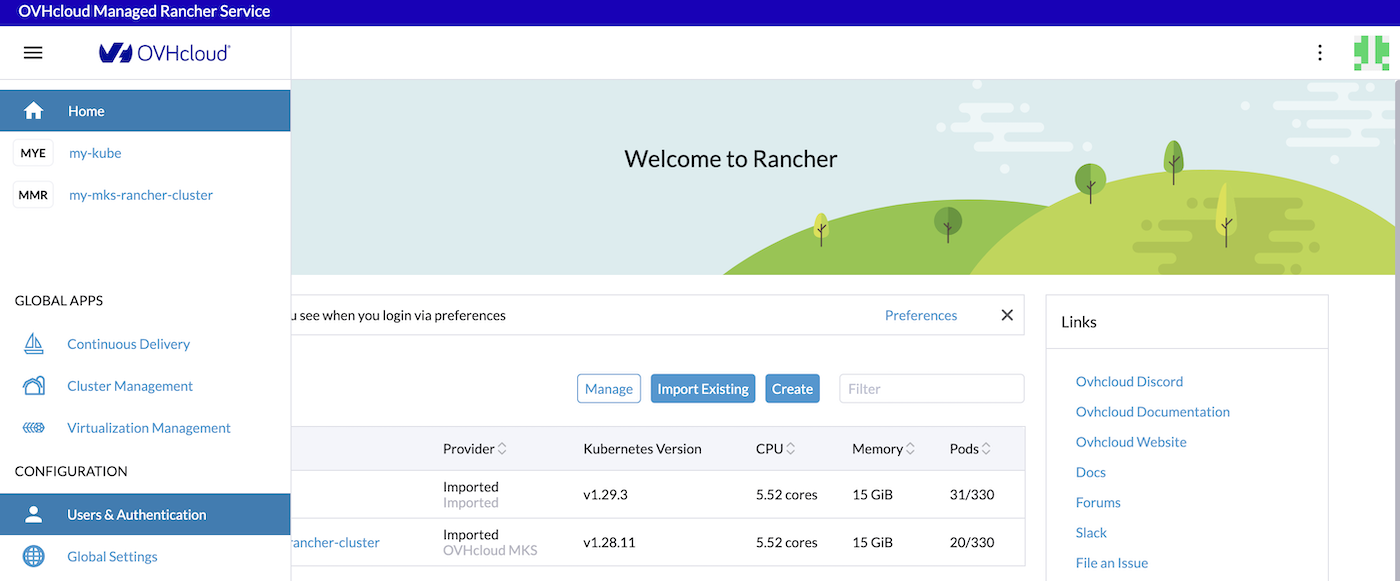 OVHcloud Managed Rancher Service
OVHcloud
Home
MYE my-kube
MMR my-mks-rancher-cluster
GLOBAL APPS
Continuous Delivery
Cluster Management
Virtualization Management
CONFIGURATION
Users & Authentication
Global Settings
Welcome to Rancher
see when you login via preferences Preferences
Manage Import Existing Create Filter
Provider Kubernetes Version CPU Memory Pods
Imported
Imported
v1.29.3 5.52 cores 15 GiB 31/330
Imported
OVHcloud MKS
rancher-cluster v1.28.11 5.52 cores 15 GiB 20/330
Links
Ovhcloud Discord
Ovhcloud Documentation
Ovhcloud Website
Docs
Forums
Slack
File an Issue